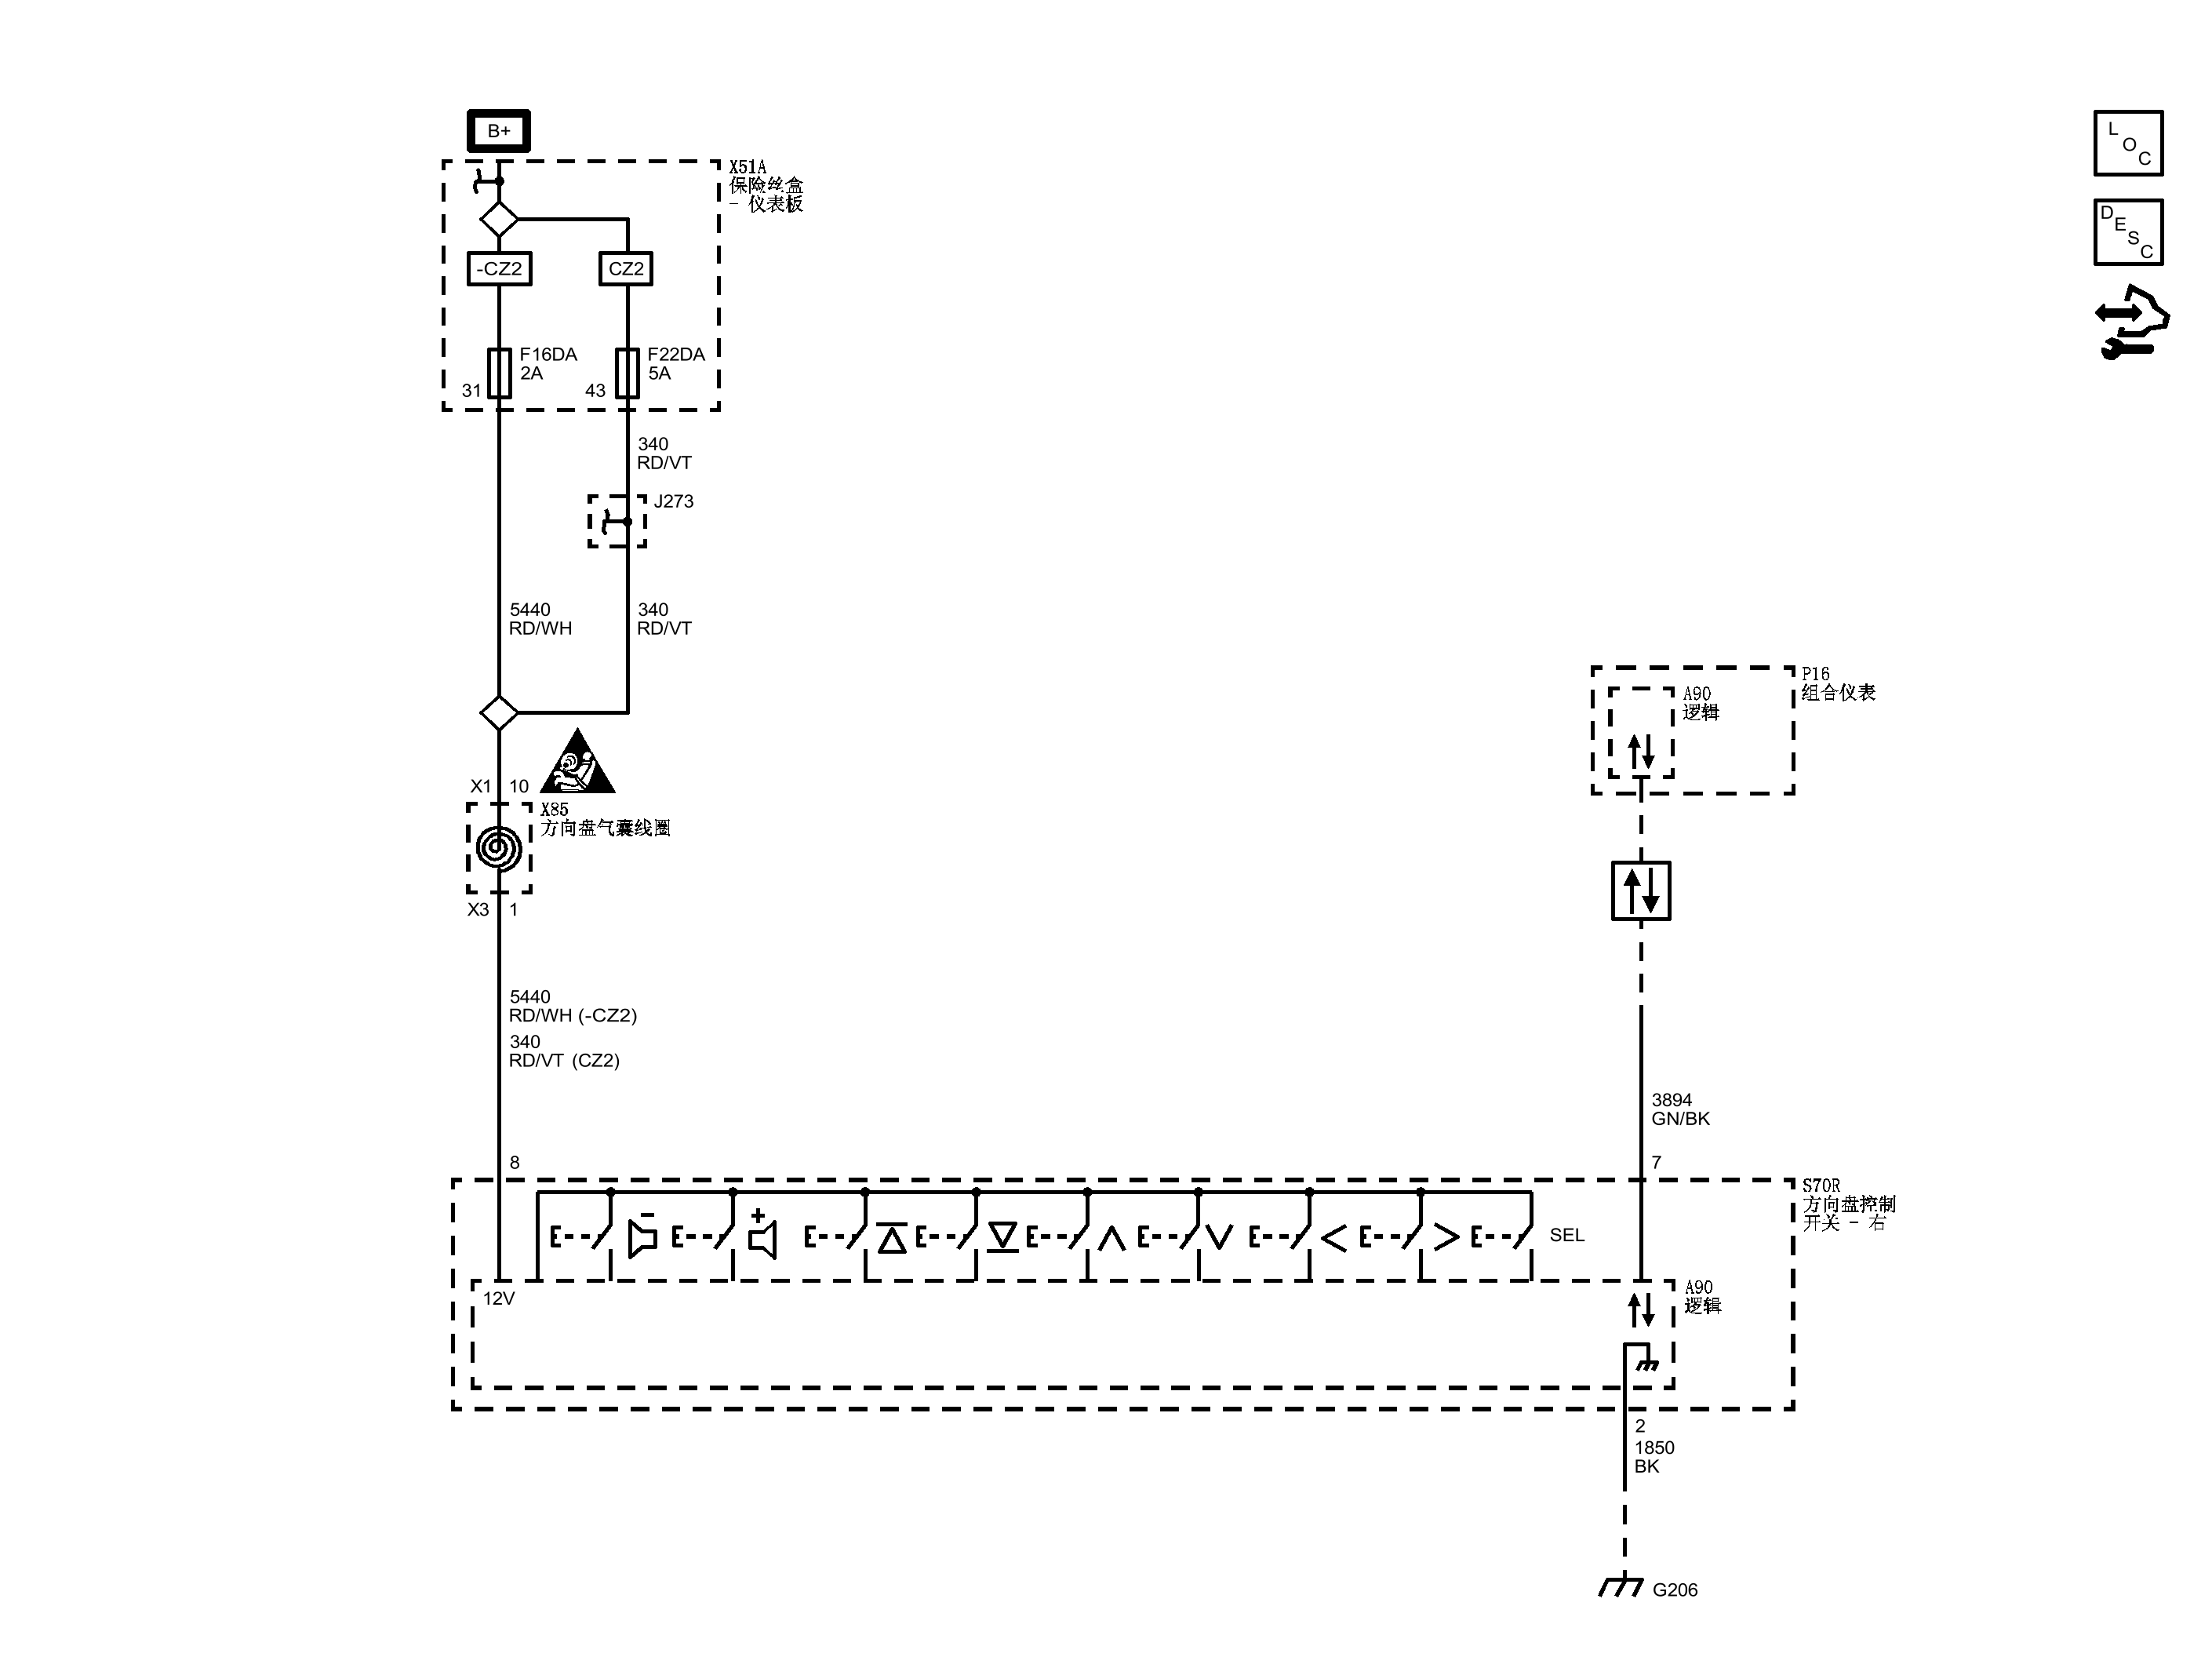 B+
X51A
保险丝盒
- 仪表板
-CZ2
CZ2
F16DA
2A
31
F22DA
5A
43
340
RD/VT
J273
5440
RD/WH
340
RD/VT
X1
10
X85
方向盘气囊线圈
X3
1
5440
RD/WH (-CZ2)
340
RD/VT (CZ2)
8
LOC
DESC
P16
组合仪表
A90
逻辑
3894
GN/BK
7
S70R
方向盘控制
开关 - 右
-
+
SEL
12V
A90
逻辑
2
1850
BK
G206